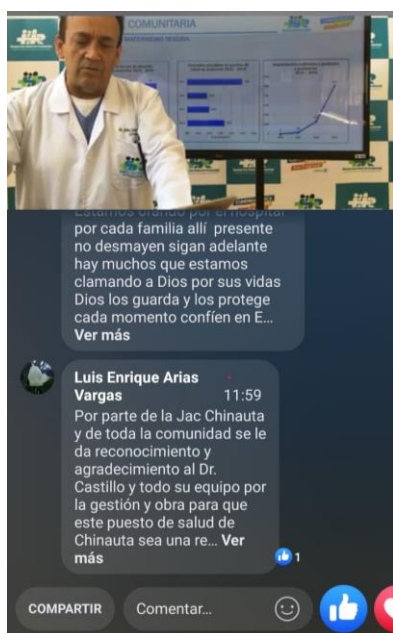 COMUNITARIA
MATERNIDAD SEGURA
Estamos orando por el hospital
por cada familia allí presente
no desmayen sigan adelante
hay muchos que estamos
clamando a Dios por sus vidas
Dios los guarda y los protege
cada momento confíen en E...
Ver más
Luis Enrique Arias
Vargas 11:59
Por parte de la Jac Chinauta
y de toda la comunidad se le
da reconocimiento y
agradecimiento al Dr.
Castillo y todo su equipo por
la gestión y obra para que
este puesto de salud de
Chinauta sea una re... Ver
más
1
COMPARTIR
Comentar...